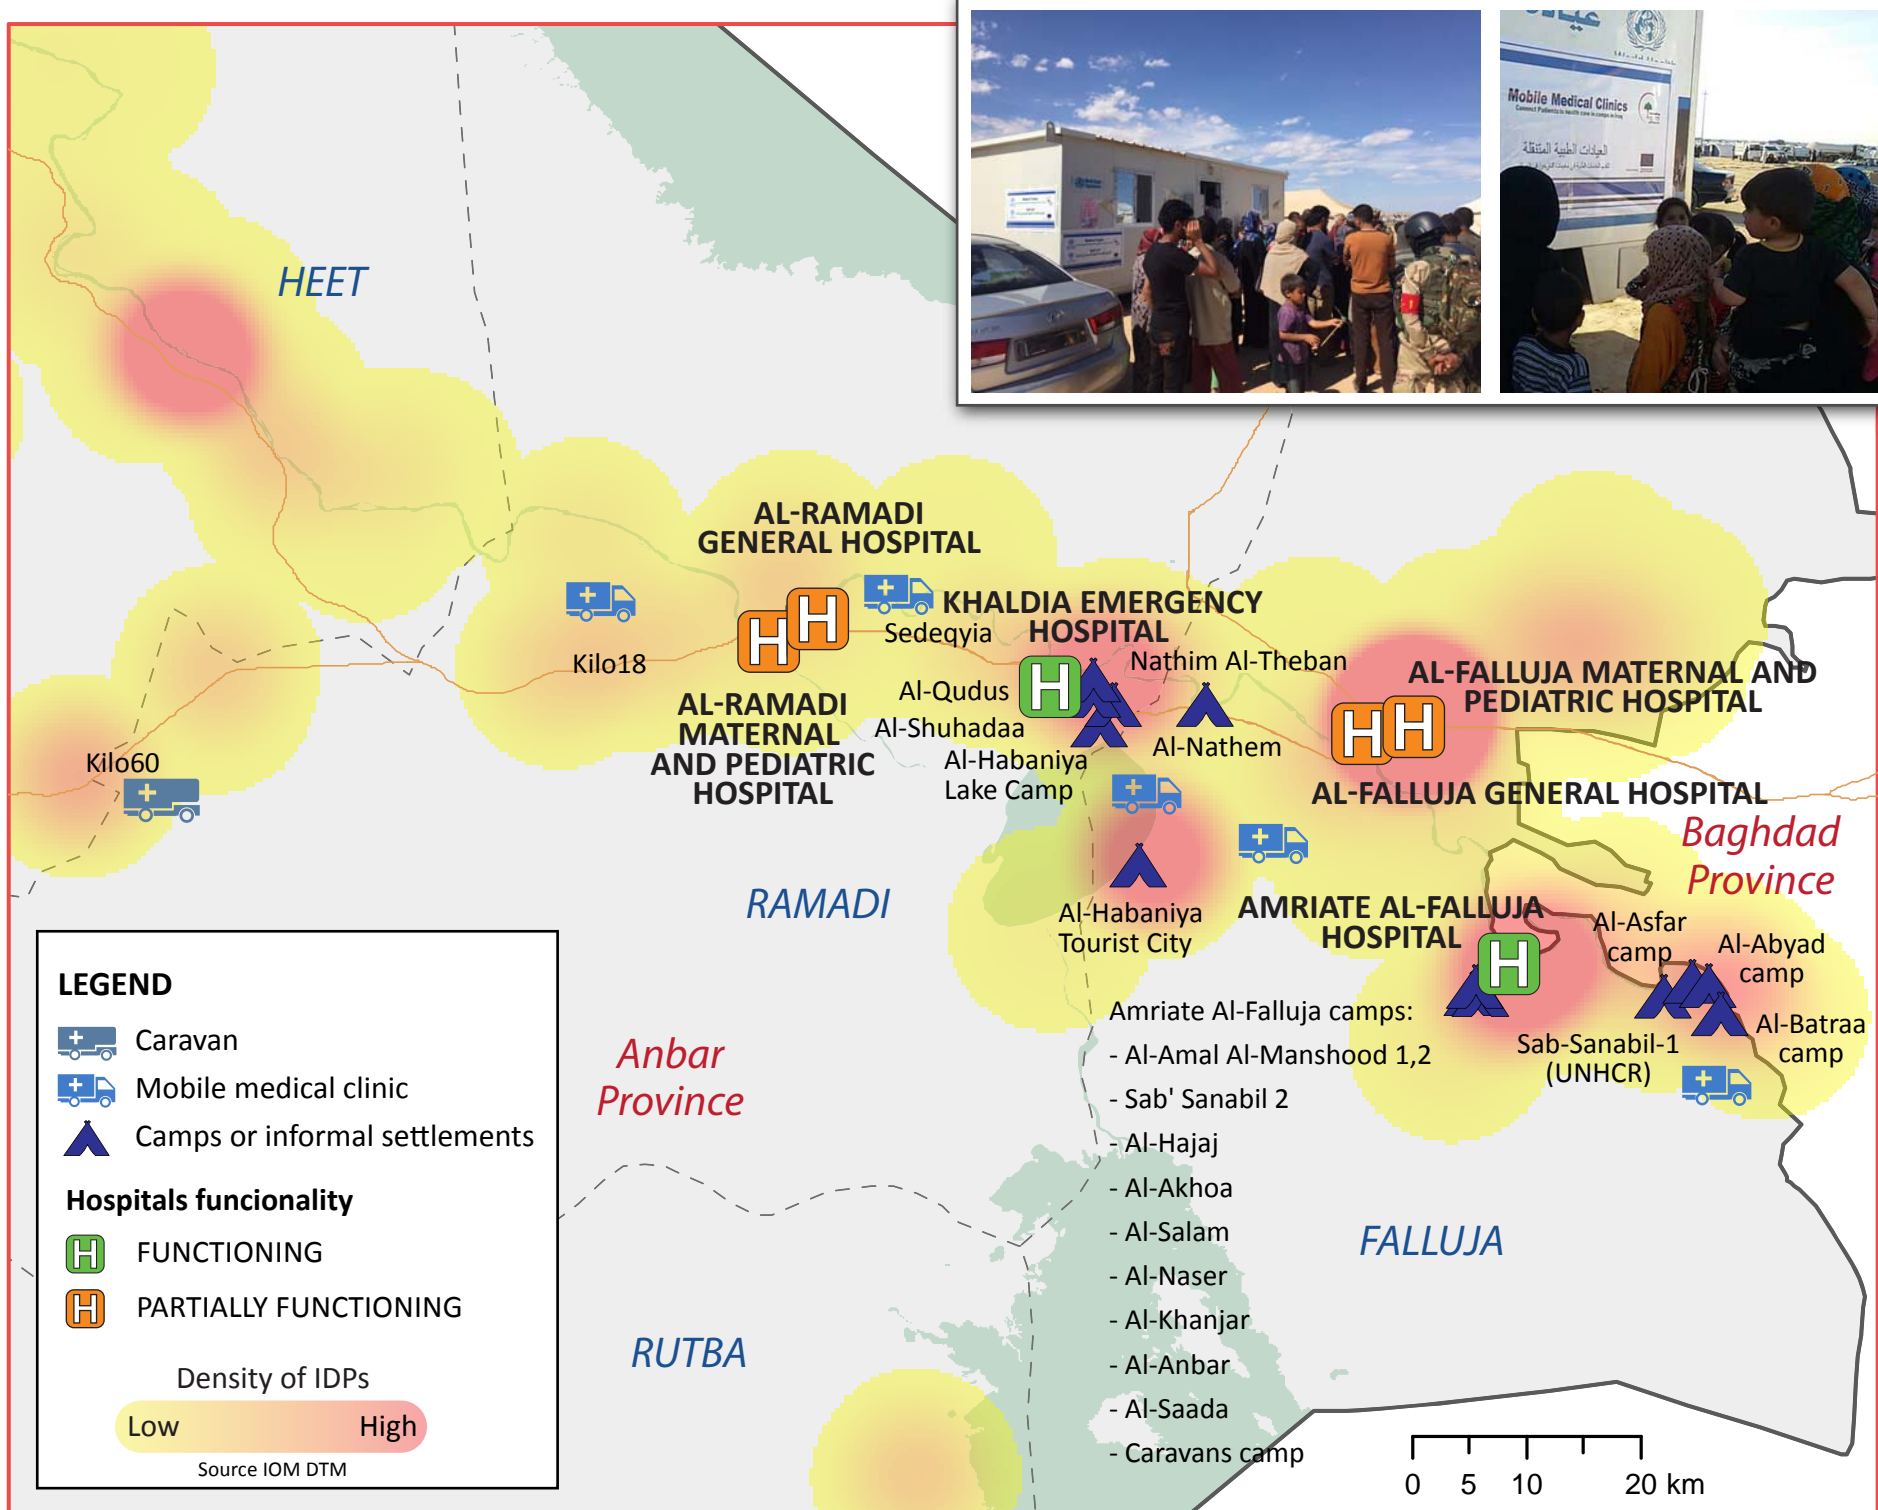 Mobile Medical Clinics
العيادات الطبية المتنقلة
HEET
AL-RAMADI
GENERAL HOSPITAL
KHALDIA EMERGENCY
HOSPITAL
Sedeqyia
Kilo18
Nathim Al-Theban
AL-FALLUJA MATERNAL AND
PEDIATRIC HOSPITAL
Al-Qudus
AL-RAMADI
MATERNAL
AND PEDIATRIC
HOSPITAL
Al-Shuhadaa
Al-Nathem
Al-Habaniya
Lake Camp
Kilo60
AL-FALLUJA GENERAL HOSPITAL
Baghdad
Province
RAMADI
Al-Habaniya
Tourist City
AMRIATE AL-FALLUJA
HOSPITAL
Al-Asfar
camp
Al-Abyad
camp
Al-Batraa
camp
Sab-Sanabil-1
(UNHCR)
Anbar
Province
Amriate Al-Falluja camps:
- Al-Amal Al-Manshood 1,2
- Sab' Sanabil 2
- Al-Hajaj
- Al-Akhoa
- Al-Salam
- Al-Naser
- Al-Khanjar
- Al-Anbar
- Al-Saada
- Caravans camp
FALLUJA
RUTBA
LEGEND
Caravan
Mobile medical clinic
Camps or informal settlements
Hospitals funcionality
H FUNCTIONING
H PARTIALLY FUNCTIONING
Density of IDPs
Low High
Source IOM DTM
0 5 10 20 km